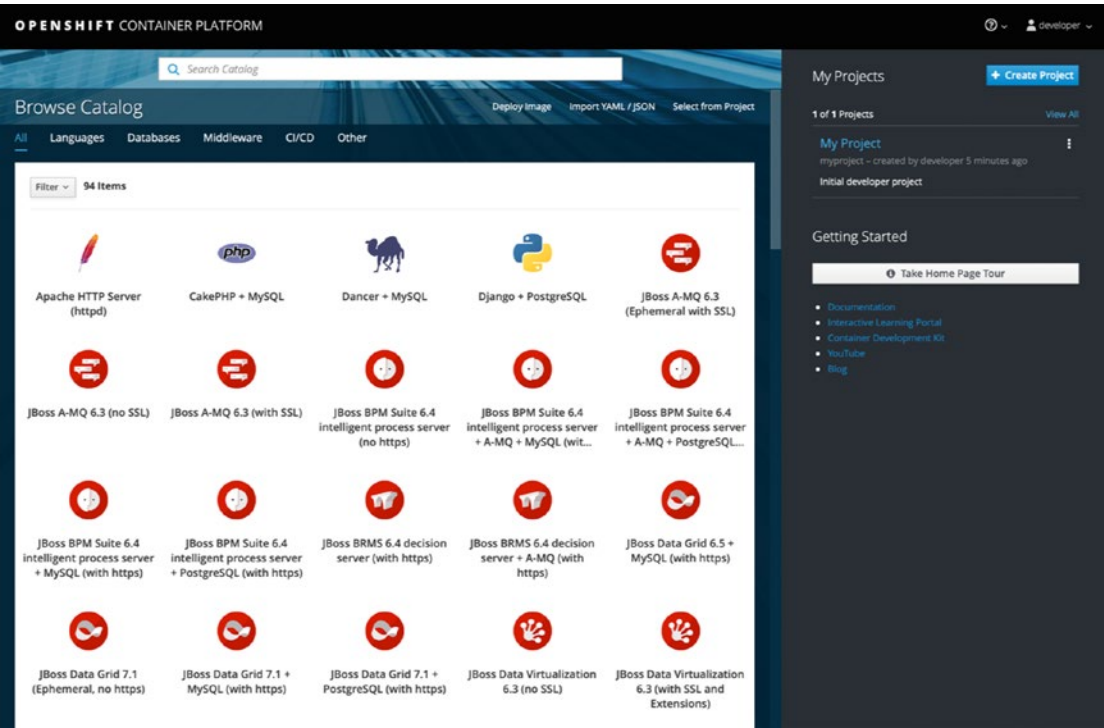 OPENSHIFT CONTAINER PLATFORM
developer
Search Catalog
Browse Catalog
Deploy Image Import YAML / JSON Select from Project
All Languages Databases Middleware CI/CD Other
Filter 94 Items
php
Apache HTTP Server
(httpd)
CakePHP + MySQL
Dancer + MySQL
Django + PostgreSQL
JBoss A-MQ 6.3
(Ephemeral with SSL)
JBoss A-MQ 6.3 (no SSL)
JBoss A-MQ 6.3 (with SSL)
JBoss BPM Suite 6.4
intelligent process server
(no https)
JBoss BPM Suite 6.4
intelligent process server
+ A-MQ + MySQL (wit...
JBoss BPM Suite 6.4
intelligent process server
+ A-MQ + PostgreSQL...
JBoss BPM Suite 6.4
intelligent process server
+ MySQL (with https)
JBoss BPM Suite 6.4
intelligent process server
+ PostgreSQL (with https)
JBoss BRMS 6.4 decision
server (with https)
JBoss BRMS 6.4 decision
server + A-MQ (with
https)
JBoss Data Grid 6.5 +
MySQL (with https)
JBoss Data Grid 7.1
(Ephemeral, no https)
JBoss Data Grid 7.1 +
MySQL (with https)
JBoss Data Grid 7.1 +
PostgreSQL (with https)
JBoss Data Virtualization
6.3 (no SSL)
JBoss Data Virtualization
6.3 (with SSL and
Extensions)
My Projects
+ Create Project
1 of 1 Projects View All
My Project
myproject – created by developer 5 minutes ago
Initial developer project
Getting Started
Take Home Page Tour
Documentation
Interactive Learning Portal
Container Development Kit
YouTube
Blog